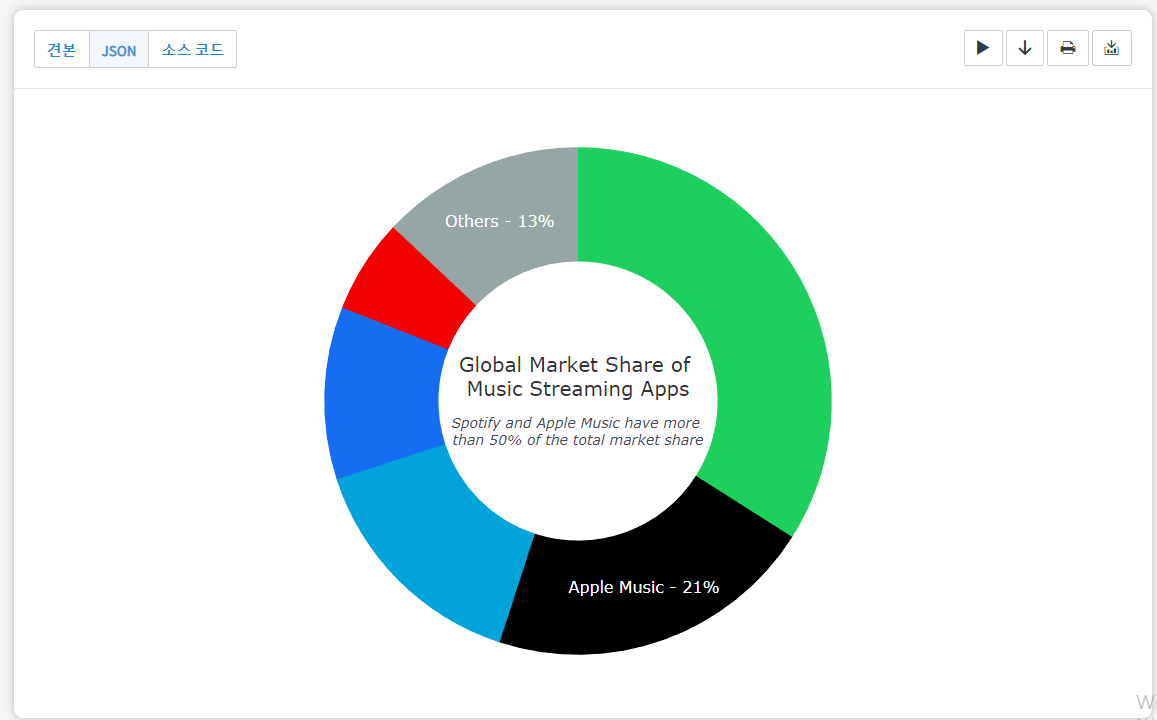 견본 JSON 소스 코드
Others - 13%
Global Market Share of
Music Streaming Apps
Spotify and Apple Music have more
than 50% of the total market share
Apple Music - 21%